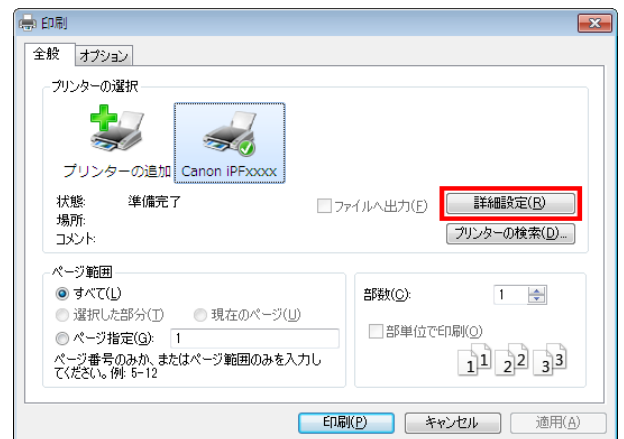 印刷
全般 オプション
プリンターの選択
プリンターの追加 Canon iPFxxxx
状態: 準備完了
場所:
コメント:
ファイルへ出力(F)
詳細設定(R)
プリンターの検索(D)...
ページ範囲
すべて(L)
選択した部分(T) 現在のページ(U)
ページ指定(G): 1
ページ番号のみか、またはページ範囲のみを入力し
てください。例: 5-12
部数(C): 1
部単位で印刷(O)
11 22 33
印刷(P) キャンセル 適用(A)